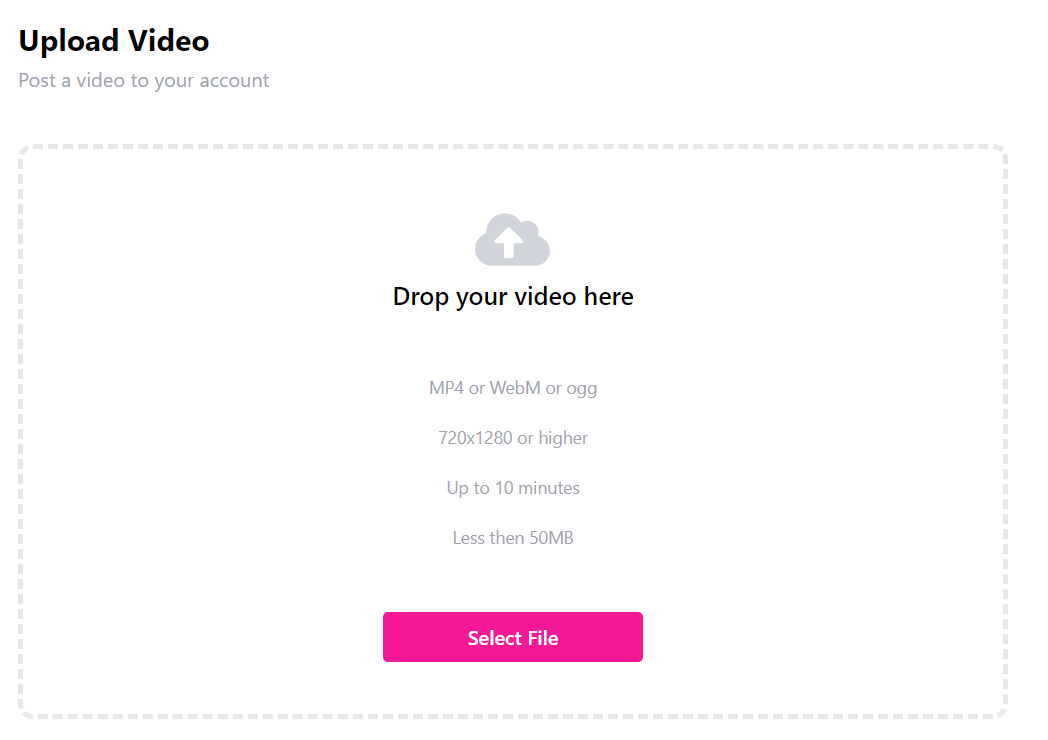 Upload Video
Post a video to your account
Drop your video here
MP4 or WebM or ogg
720x1280 or higher
Up to 10 minutes
Less then 50MB
Select File